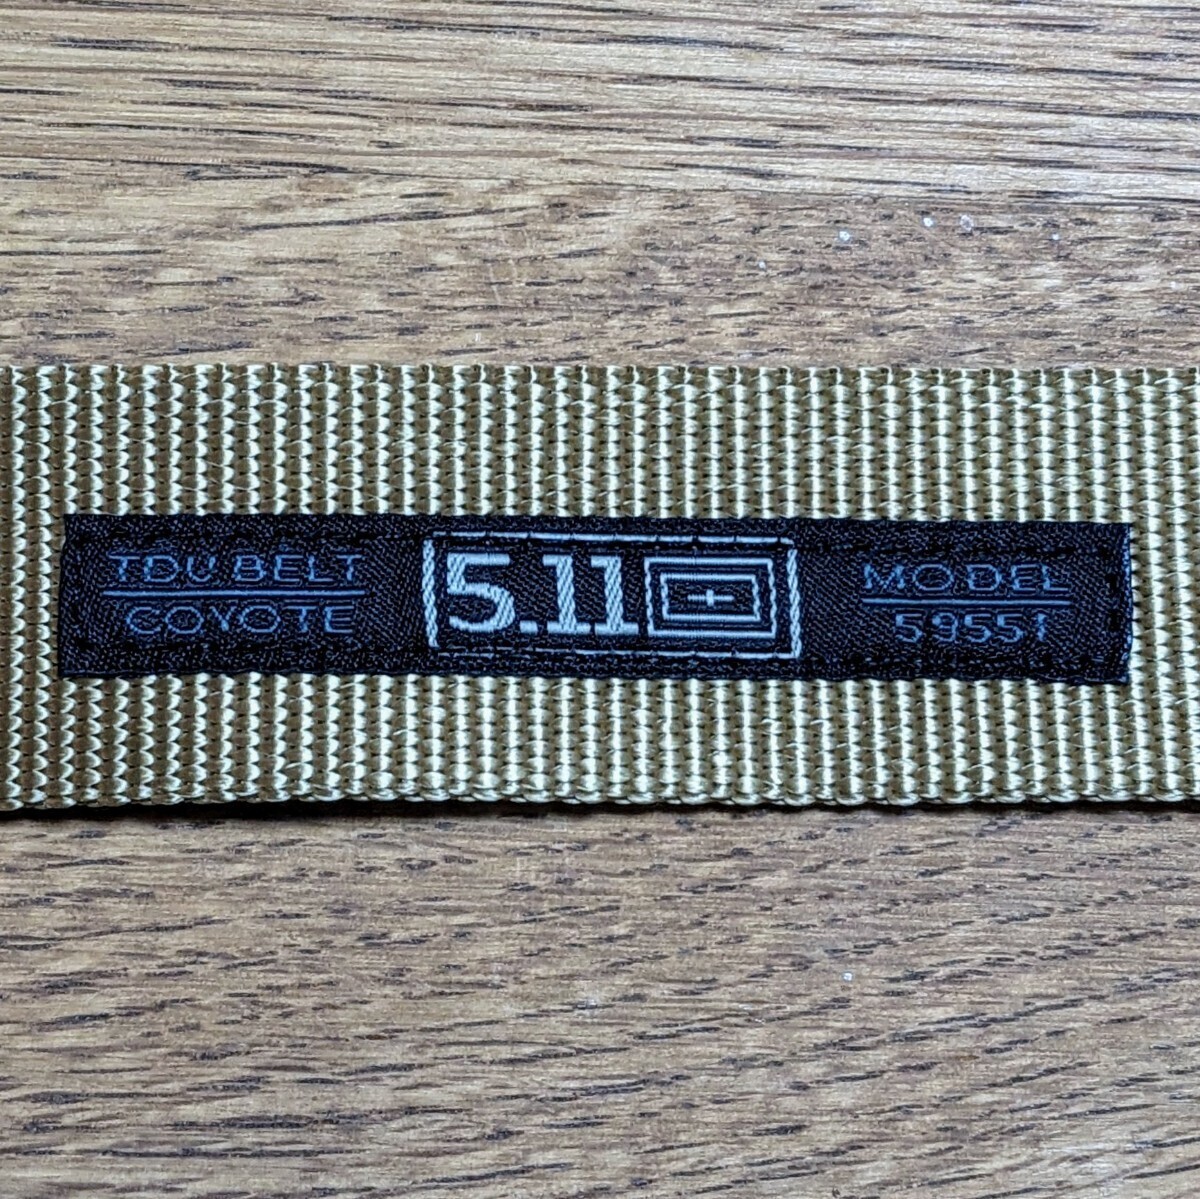 TDU BELT
COYOTE
5.11
MODEL
59551